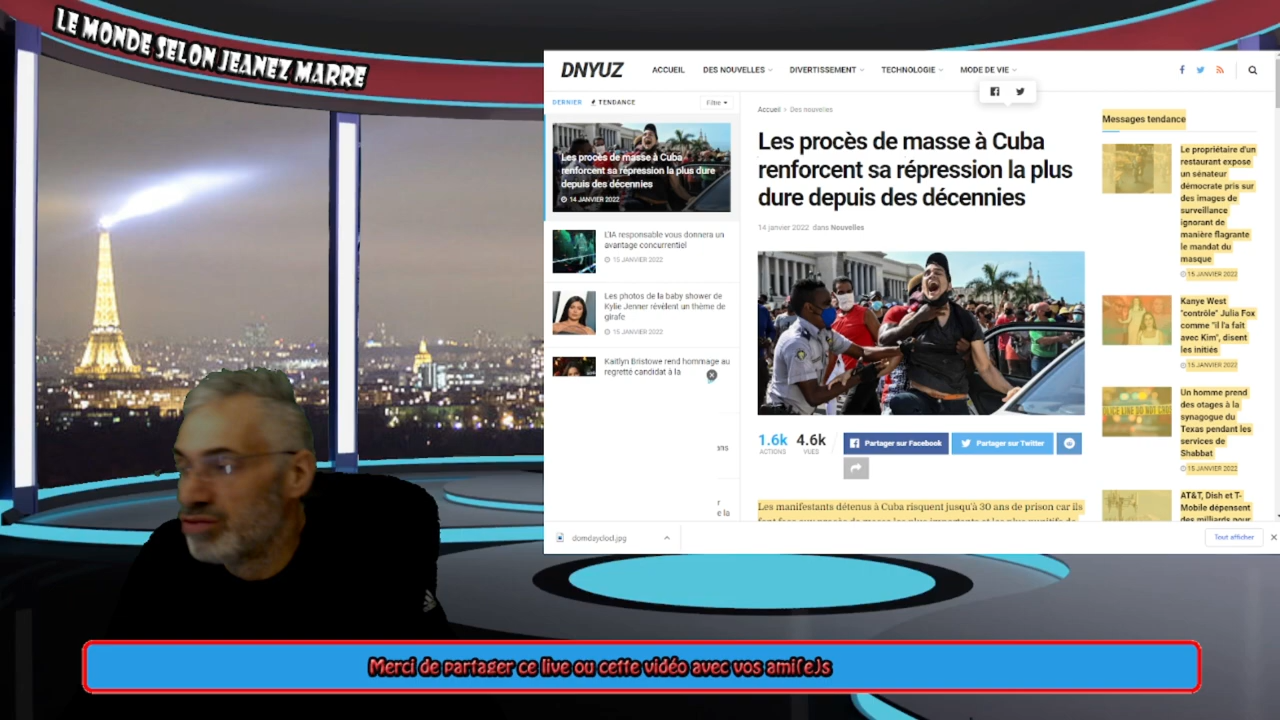 LE MONDE SELON JEANEZ MARRE
DNYUZ
ACCUEIL
DES NOUVELLES
DIVERTISSEMENT
TECHNOLOGIE
MODE DE VIE
DERNIER
TENDANCE
Filtre
Les procès de masse à Cuba
renforcent sa répression la plus dure
depuis des décennies
14 JANVIER 2022
L'IA responsable vous donnera un
avantage concurrentiel
15 JANVIER 2022
Les photos de la baby shower de
Kylie Jenner révèlent un thème de
girafe
15 JANVIER 2022
Kaitlyn Bristowe rend hommage au
regretté candidat à la
Accueil > Des nouvelles
Les procès de masse à Cuba
renforcent sa répression la plus
dure depuis des décennies
14 janvier 2022 dans Nouvelles
1.6k
ACTIONS
4.6k
VUES
Partager sur Facebook
Partager sur Twitter
Les manifestants détenus à Cuba risquent jusqu'à 30 ans de prison car ils
Messages tendance
Le propriétaire d'un
restaurant expose
un sénateur
démocrate pris sur
des images de
surveillance
ignorant de
manière flagrante
le mandat du
masque
15 JANVIER 2022
Kanye West
"contrôle" Julia Fox
comme "il l'a fait
avec Kim", disent
les initiés
15 JANVIER 2022
Un homme prend
des otages à la
synagogue du
Texas pendant les
services de
Shabbat
15 JANVIER 2022
AT&T, Dish et T-
Mobile dépensent
des milliards pour
domdayclod.jpg
Tout afficher
Merci de partager ce live ou cette vidéo avec vos ami(e)s